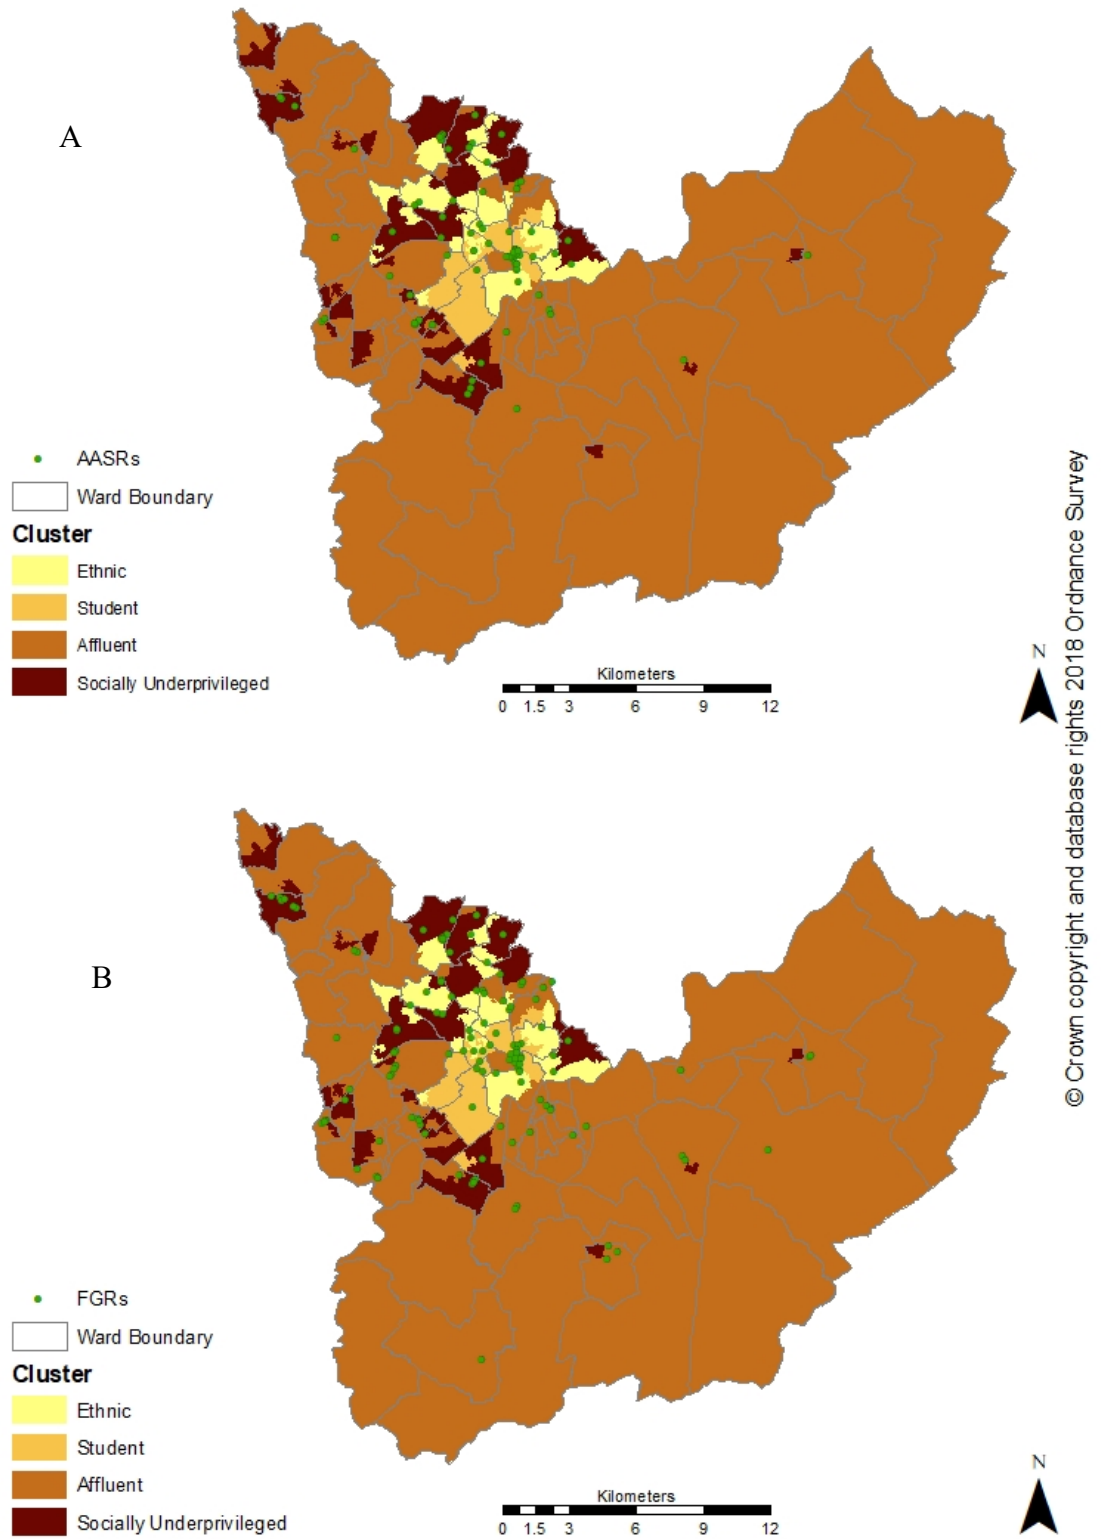 A
AASRs
Ward Boundary
Cluster
Ethnic
Student
Affluent
Socially Underprivileged
Kilometers
0 1.5 3 6 9 12
N
© Crown copyright and database rights 2018 Ordnance Survey
B
FGRs
Ward Boundary
Cluster
Ethnic
Student
Affluent
Socially Underprivileged
Kilometers
0 1.5 3 6 9 12
N